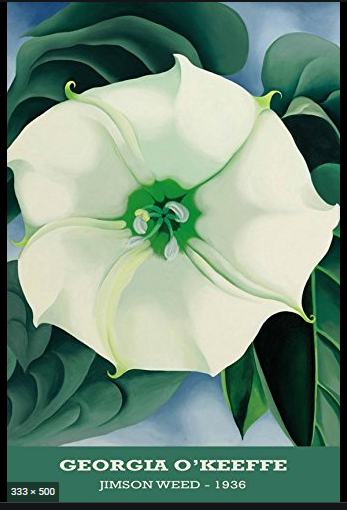 GEORGIA O'KEEFFE
JIMSON WEED - 1936
333 × 500